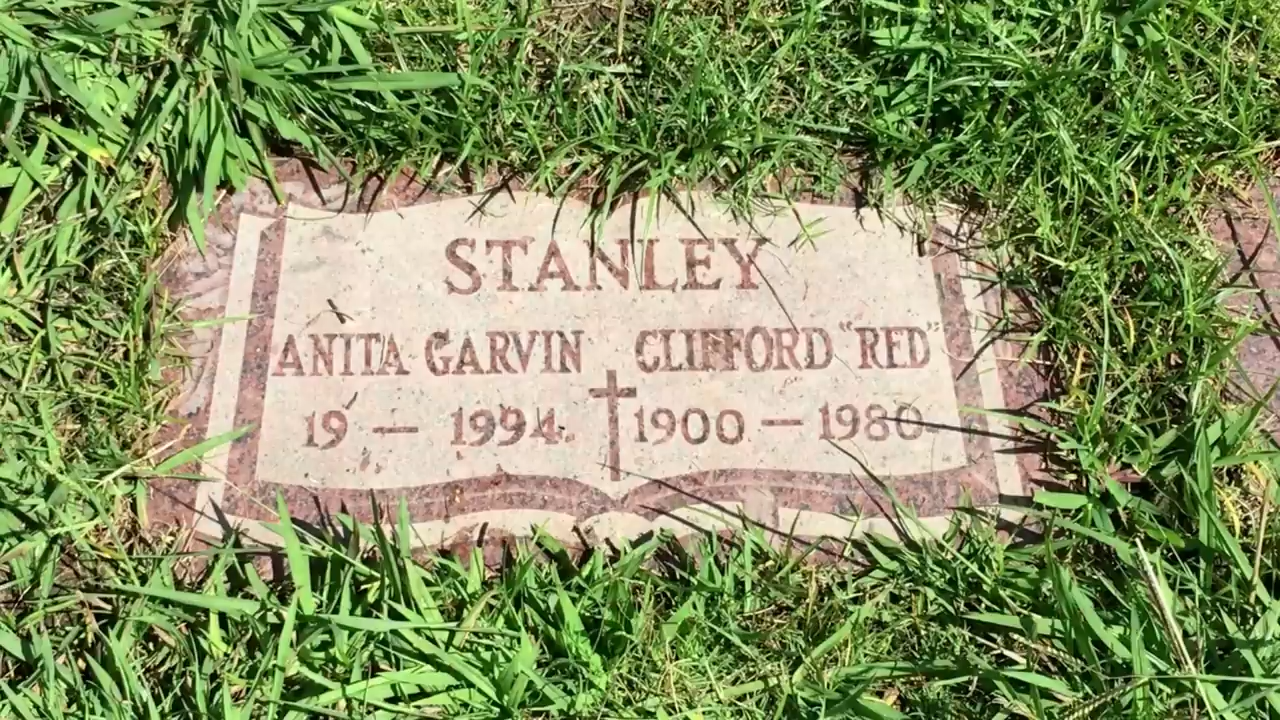 STANLEY
ANITA GARVIN CLIFFORD "RED"
19 — 1994 1900 — 1980